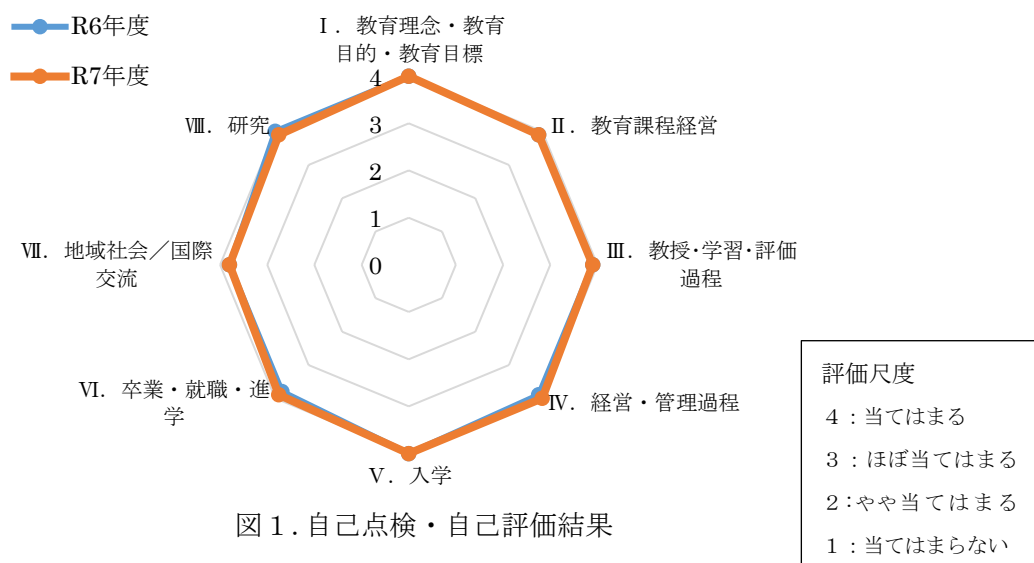 R6年度
R7年度
Ⅰ．教育理念・教育
目的・教育目標
Ⅱ．教育課程経営
Ⅲ．教授・学習・評価
過程
Ⅳ．経営・管理過程
Ⅴ．入学
Ⅵ．卒業・就職・進
学
Ⅶ．地域社会／国際
交流
Ⅷ．研究
4
3
2
1
0
図１.自己点検・自己評価結果
評価尺度
４：当てはまる
３：ほぼ当てはまる
２：やや当てはまる
１：当てはまらない